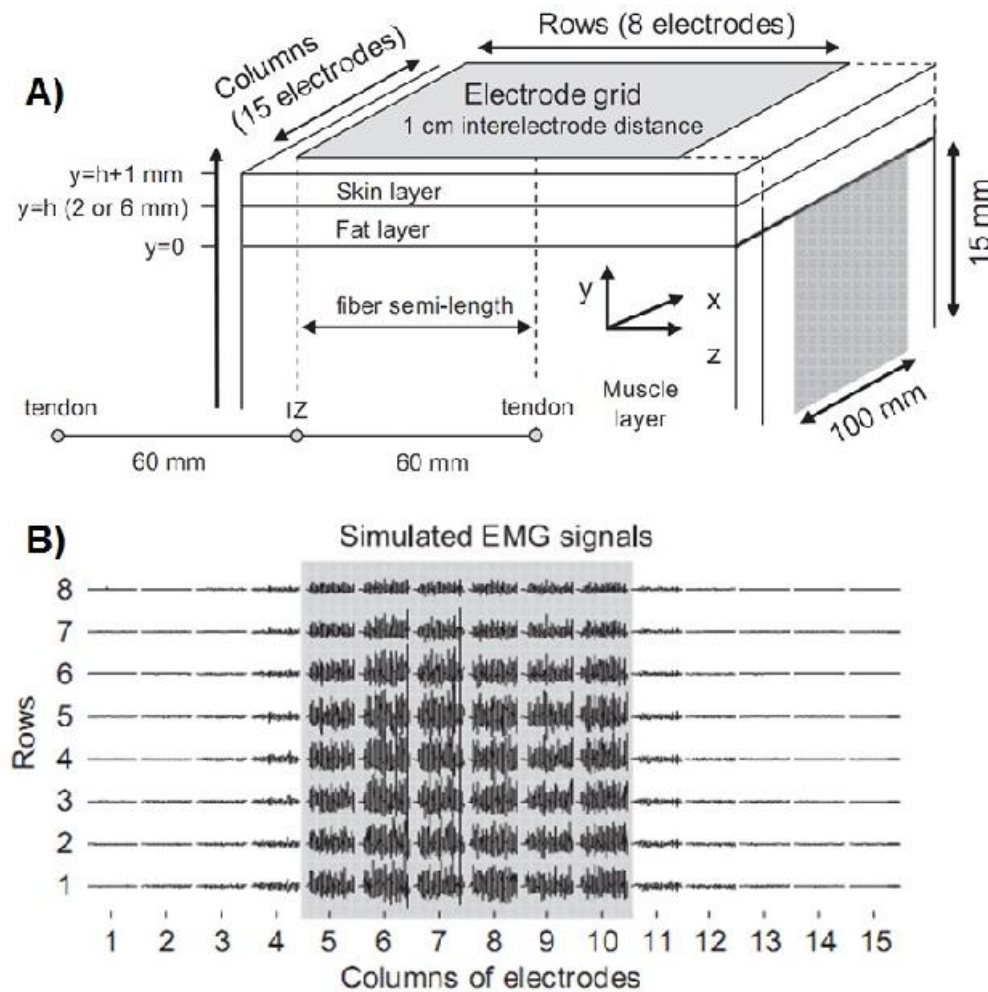 A)
Columns
(15 electrodes)
Rows (8 electrodes)
Electrode grid
1 cm interelectrode distance
y=h+1 mm
y=h (2 or 6 mm)
y=0
Skin layer
Fat layer
fiber semi-length
y
x
z
15 mm
100 mm
Muscle
layer
tendon
IZ
tendon
60 mm
60 mm
B)
Simulated EMG signals
Rows
8
7
6
5
4
3
2
1
1 2 3 4 5 6 7 8 9 10 11 12 13 14 15
Columns of electrodes